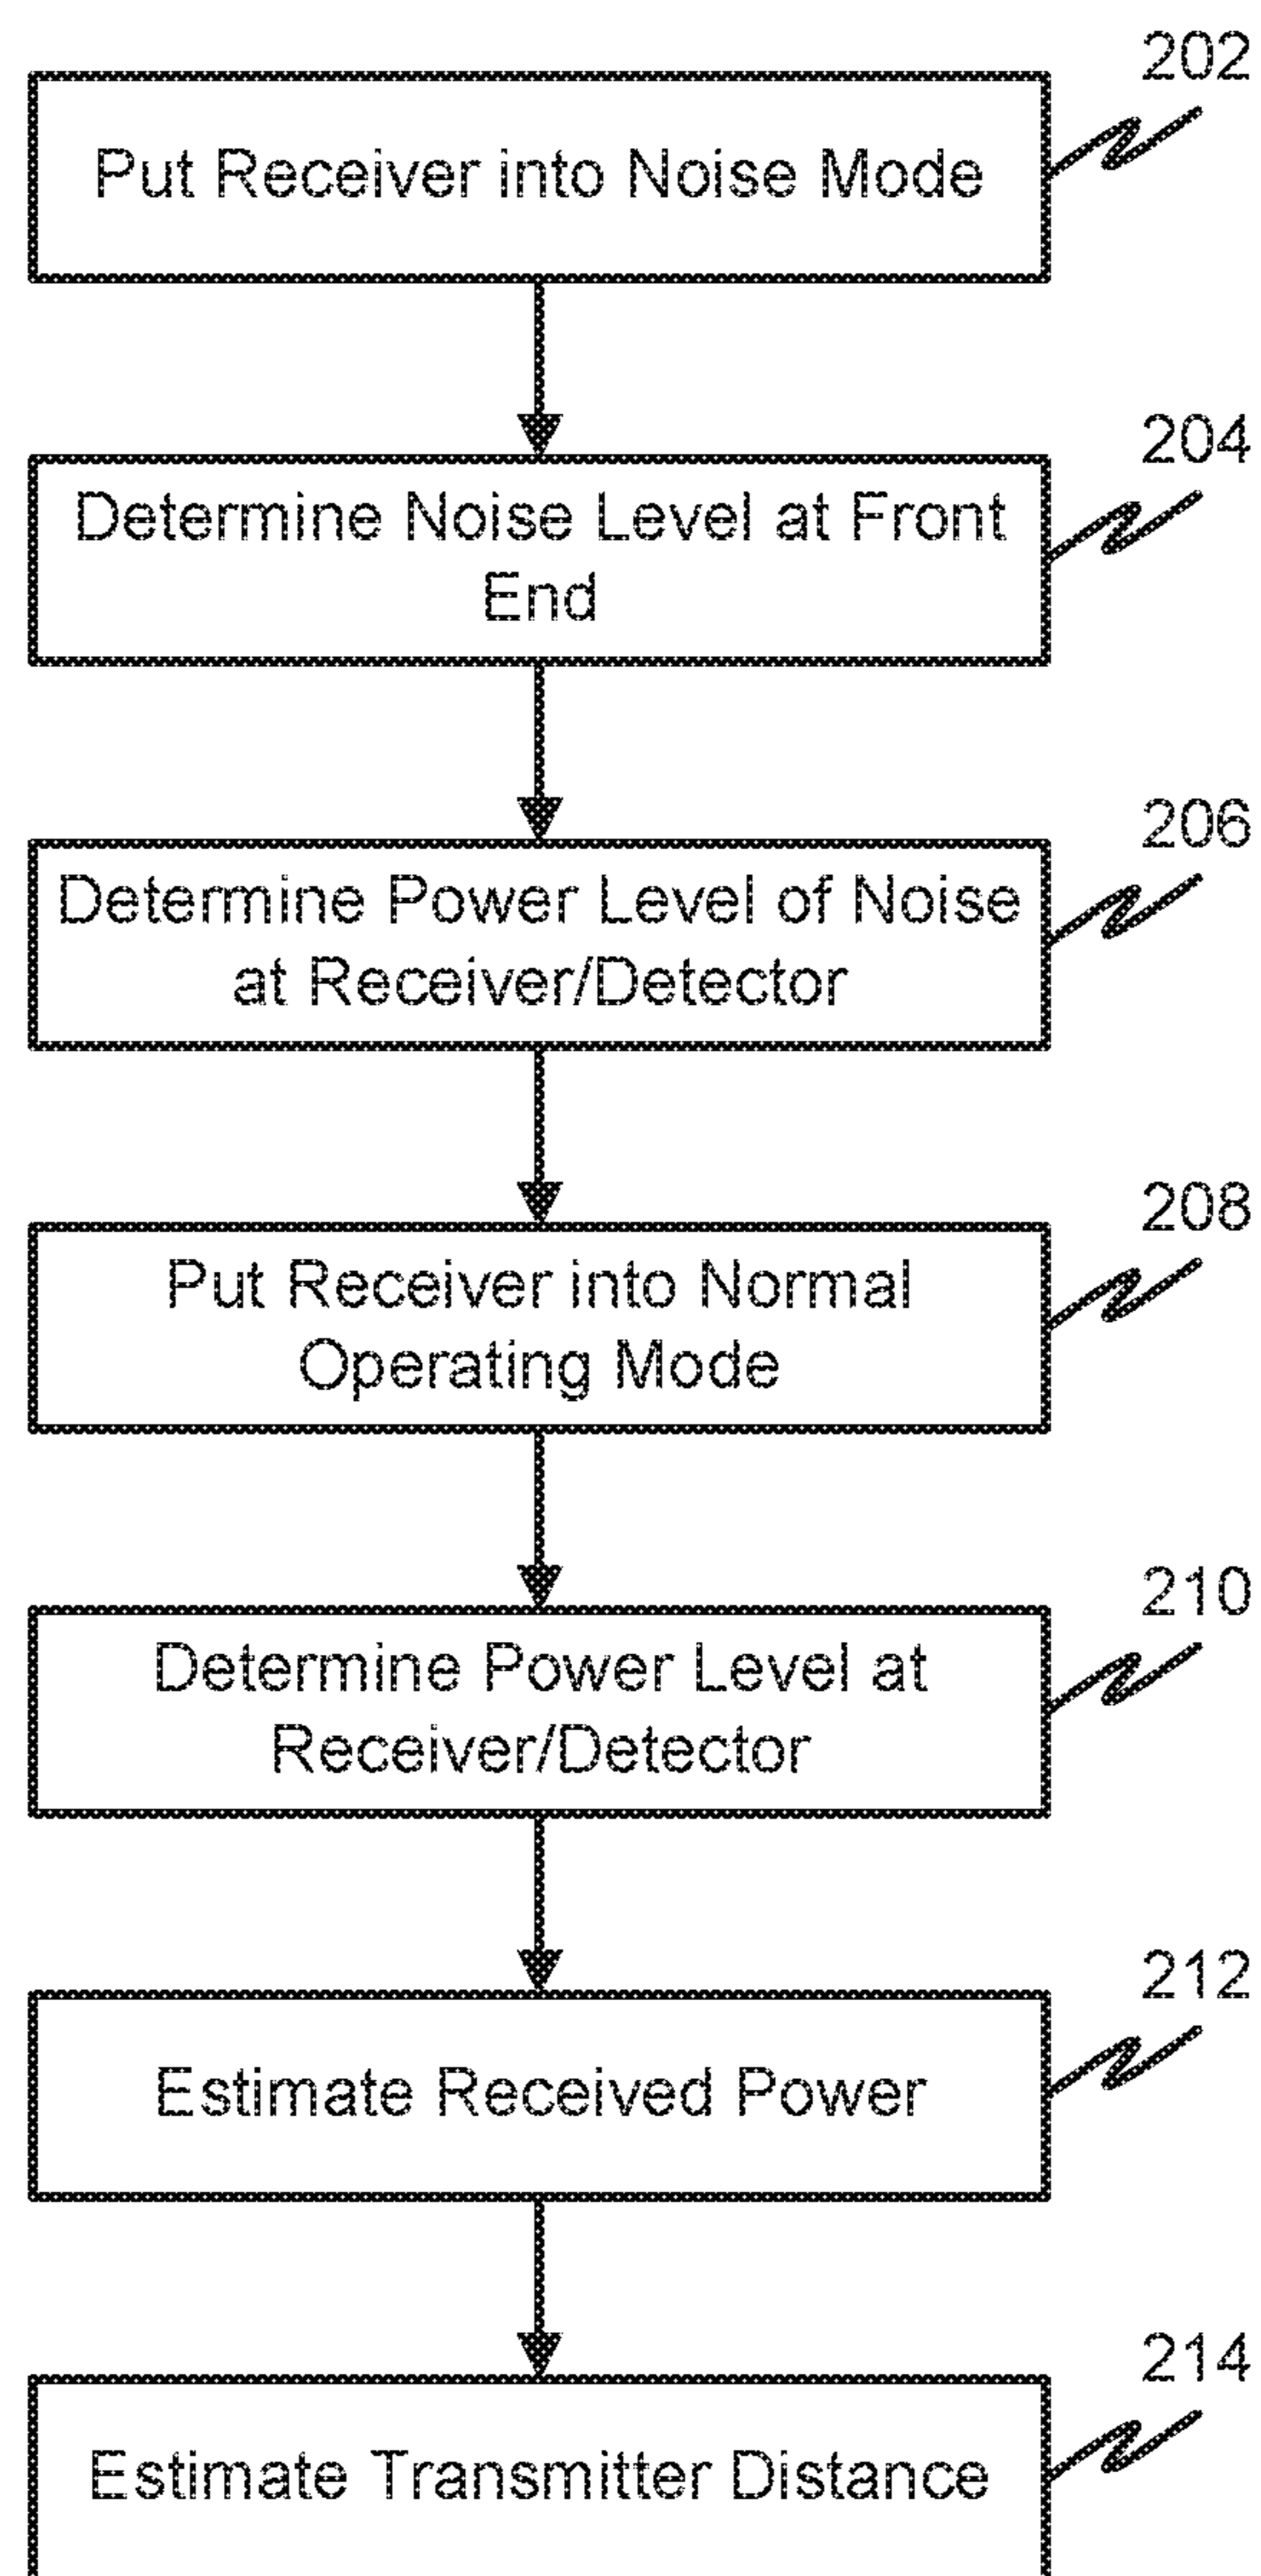 202
Put Receiver into Noise Mode
204
Determine Noise Level at Front
End
206
Determine Power Level of Noise
at Receiver/Detector
208
Put Receiver into Normal
Operating Mode
210
Determine Power Level at
Receiver/Detector
212
Estimate Received Power
214
Estimate Transmitter Distance